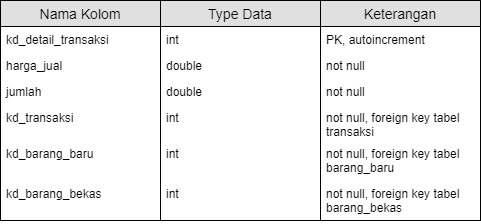 Nama Kolom Type Data Keterangan
kd_detail_transaksi int PK, autoincrement
harga_jual double not null
jumlah double not null
kd_transaksi int not null, foreign key tabel
transaksi
kd_barang_baru int not null, foreign key tabel
barang_baru
kd_barang_bekas int not null, foreign key tabel
barang_bekas